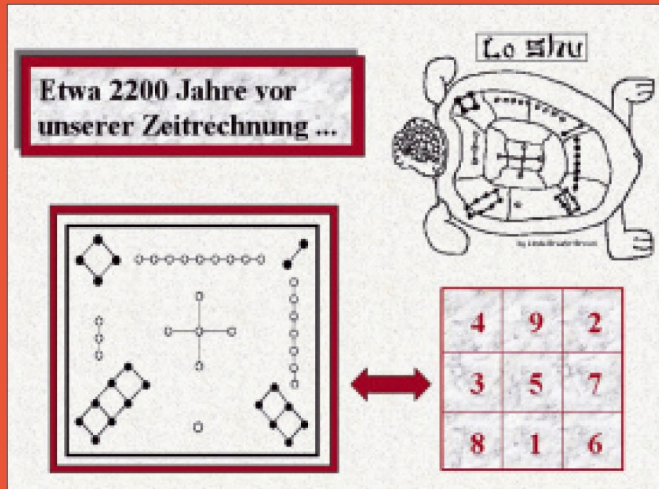 Etwa 2200 Jahre vor
unserer Zeitrechnung ...
Lo Shu
4 9 2
3 5 7
8 1 6